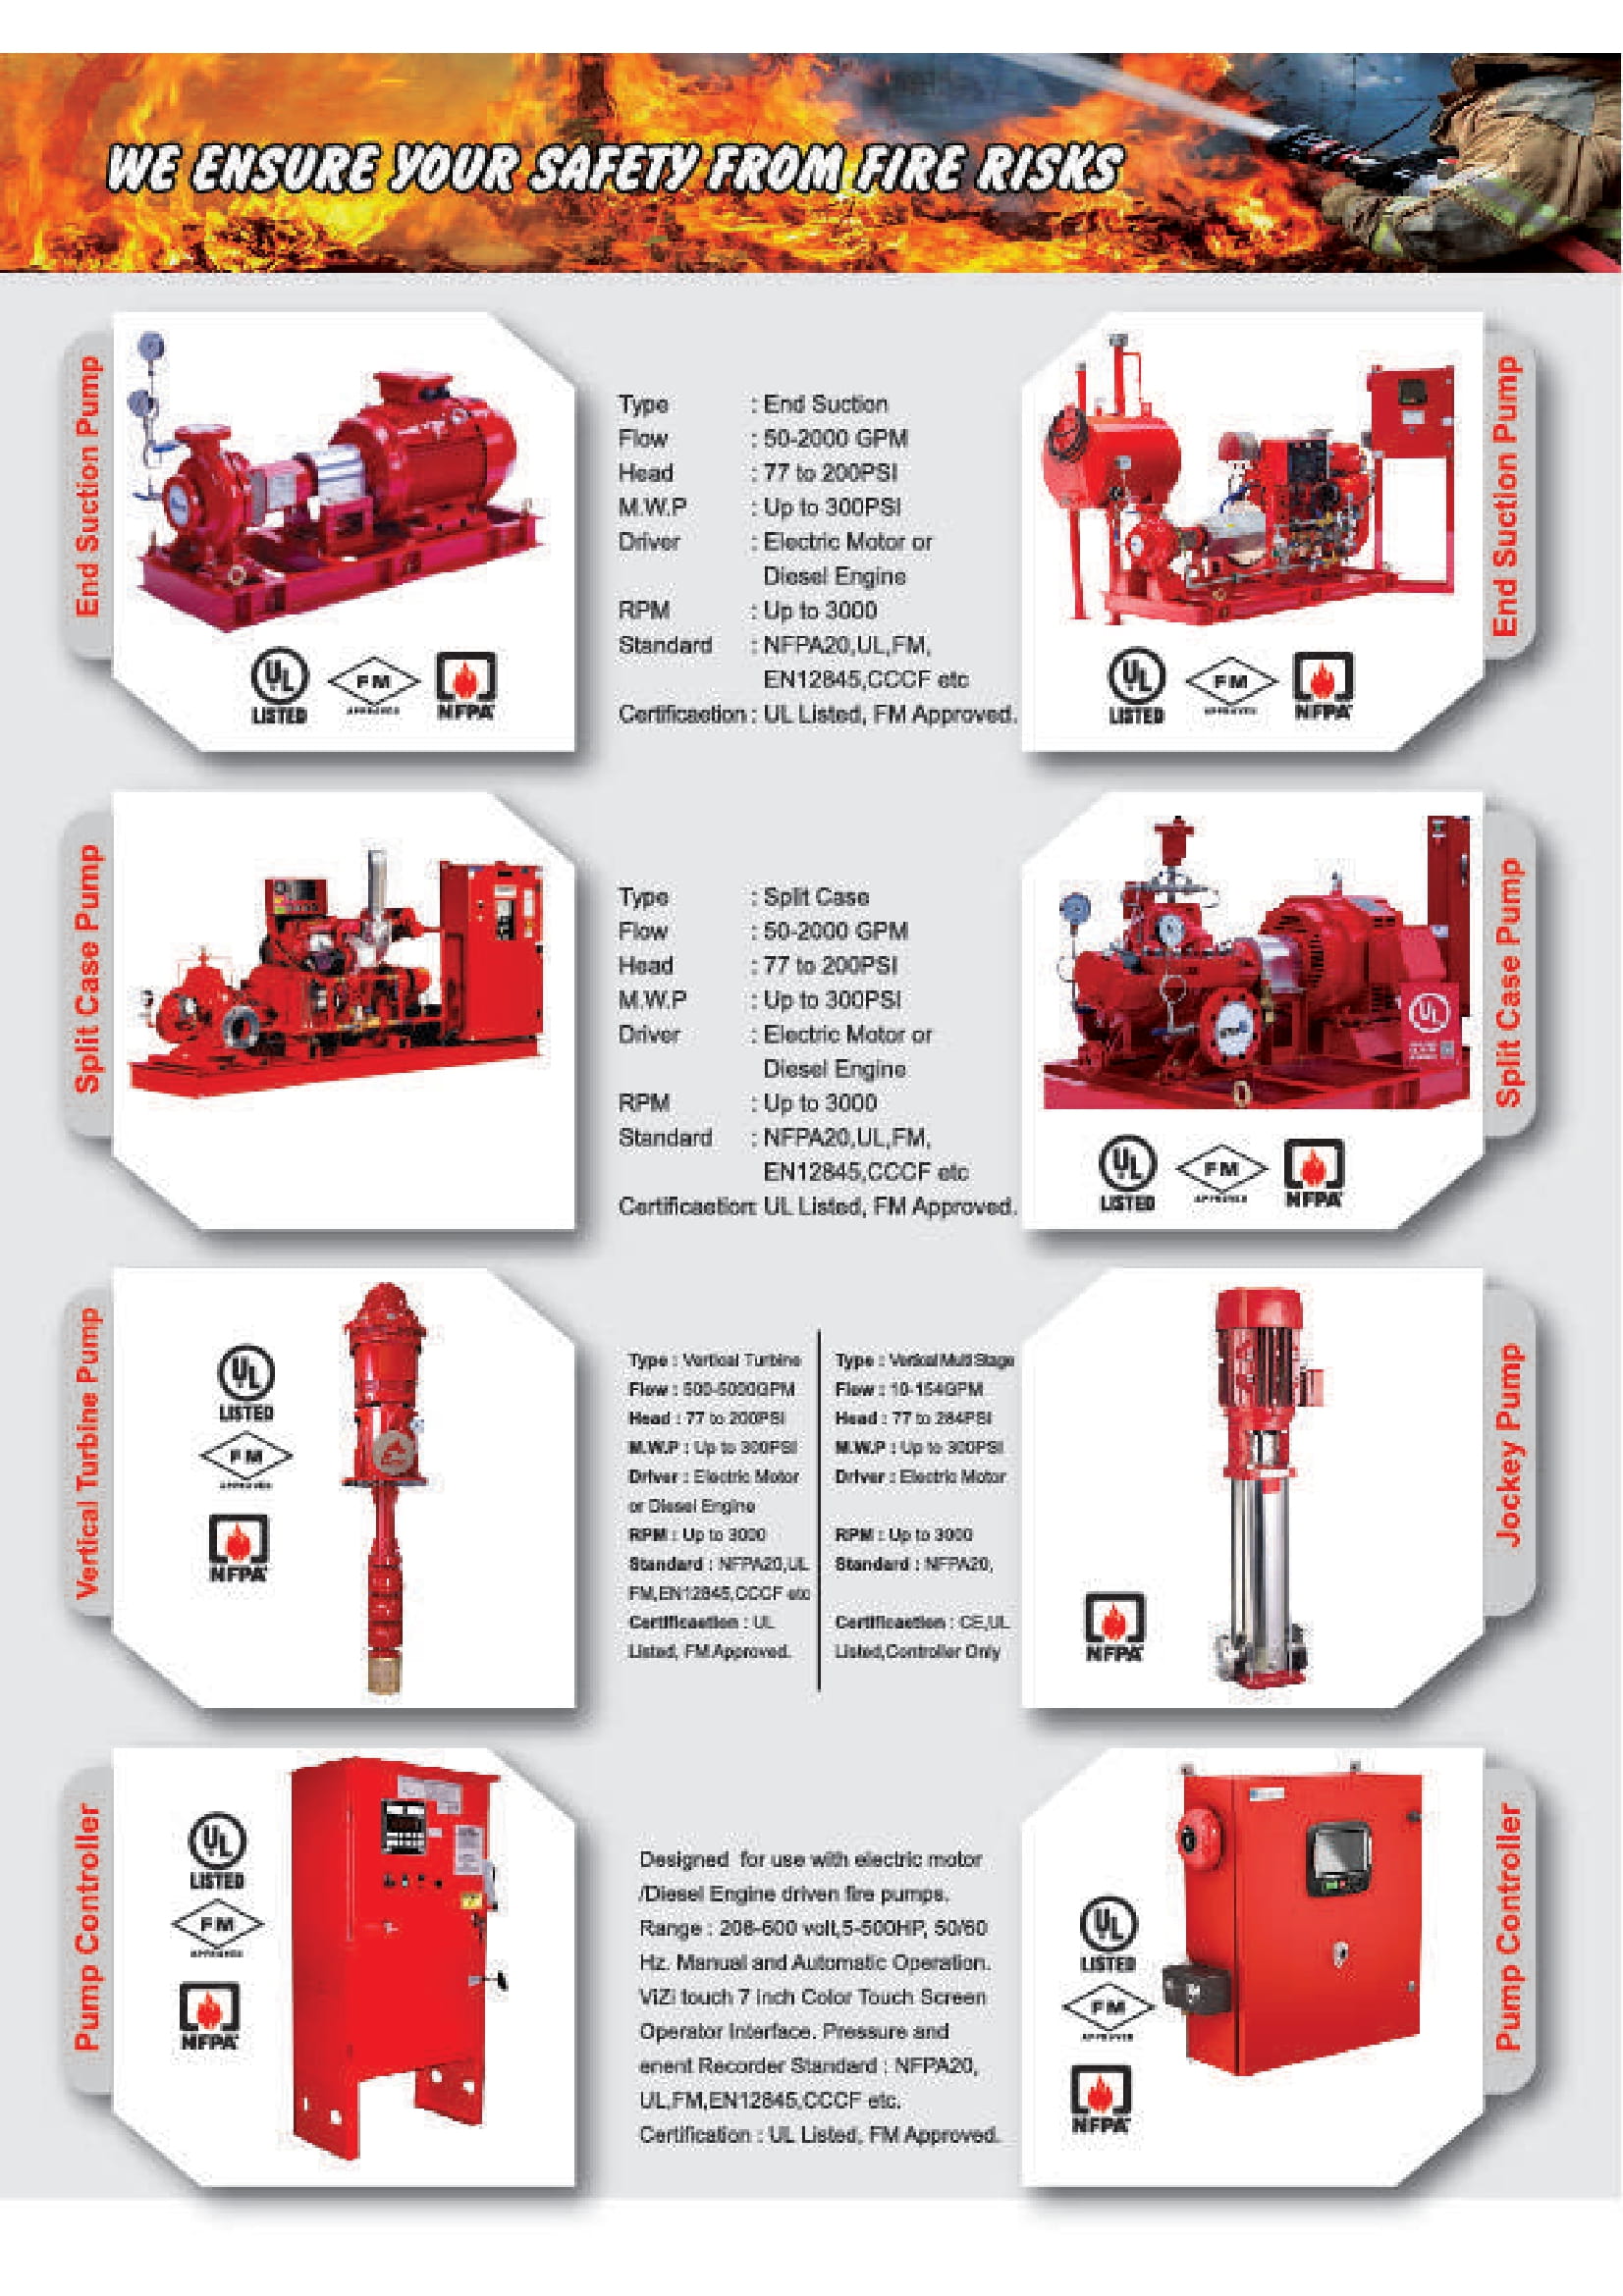 WE ENSURE YOUR SAFETY FROM FIRE RISKS
End Suction Pump
UL
LISTED
FM
APPROVED
NFPA
Type : End Suction
Flow : 50-2000 GPM
Head : 77 to 200PSI
M.W.P : Up to 300PSI
Driver : Electric Motor or
Diesel Engine
RPM : Up to 3000
Standard : NFPA20,UL,FM,
EN12845,CCCF etc
Certificaetion : UL Listed, FM Approved.
UL
LISTED
FM
APPROVED
NFPA
End Suction Pump
Split Case Pump
Type : Split Case
Flow : 50-2000 GPM
Head : 77 to 200PSI
M.W.P : Up to 300PSI
Driver : Electric Motor or
Diesel Engine
RPM : Up to 3000
Standard : NFPA20,UL,FM,
EN12845,CCCF etc
Certificaetion: UL Listed, FM Approved.
UL
UL
LISTED
FM
APPROVED
NFPA
Split Case Pump
Vertical Turbine Pump
UL
LISTED
FM
APPROVED
NFPA
Type : Vertical Turbine
Flow : 500-5000GPM
Head : 77 to 200PSI
M.W.P : Up to 300PSI
Driver : Electric Motor
or Diesel Engine
RPM : Up to 3000
Standard : NFPA20,UL
FM,EN12845,CCCF etc
Certificaetion : UL
Listed, FM Approved.
Type : Vertical Multi Stage
Flow : 10-154GPM
Head : 77 to 284PSI
M.W.P : Up to 300PSI
Driver : Electric Motor
RPM : Up to 3000
Standard : NFPA20,
Certificaetion : CE,UL
Listed,Controller Only
NFPA
Jockey Pump
Pump Controller
UL
LISTED
FM
APPROVED
NFPA
Designed for use with electric motor
/Diesel Engine driven fire pumps.
Range : 208-600 volt,5-500HP, 50/60
Hz. Manual and Automatic Operation.
ViZi touch 7 inch Color Touch Screen
Operator Interface. Pressure and
enent Recorder Standard : NFPA20,
UL,FM,EN12845,CCCF etc.
Certification : UL Listed, FM Approved.
UL
LISTED
FM
APPROVED
NFPA
Pump Controller